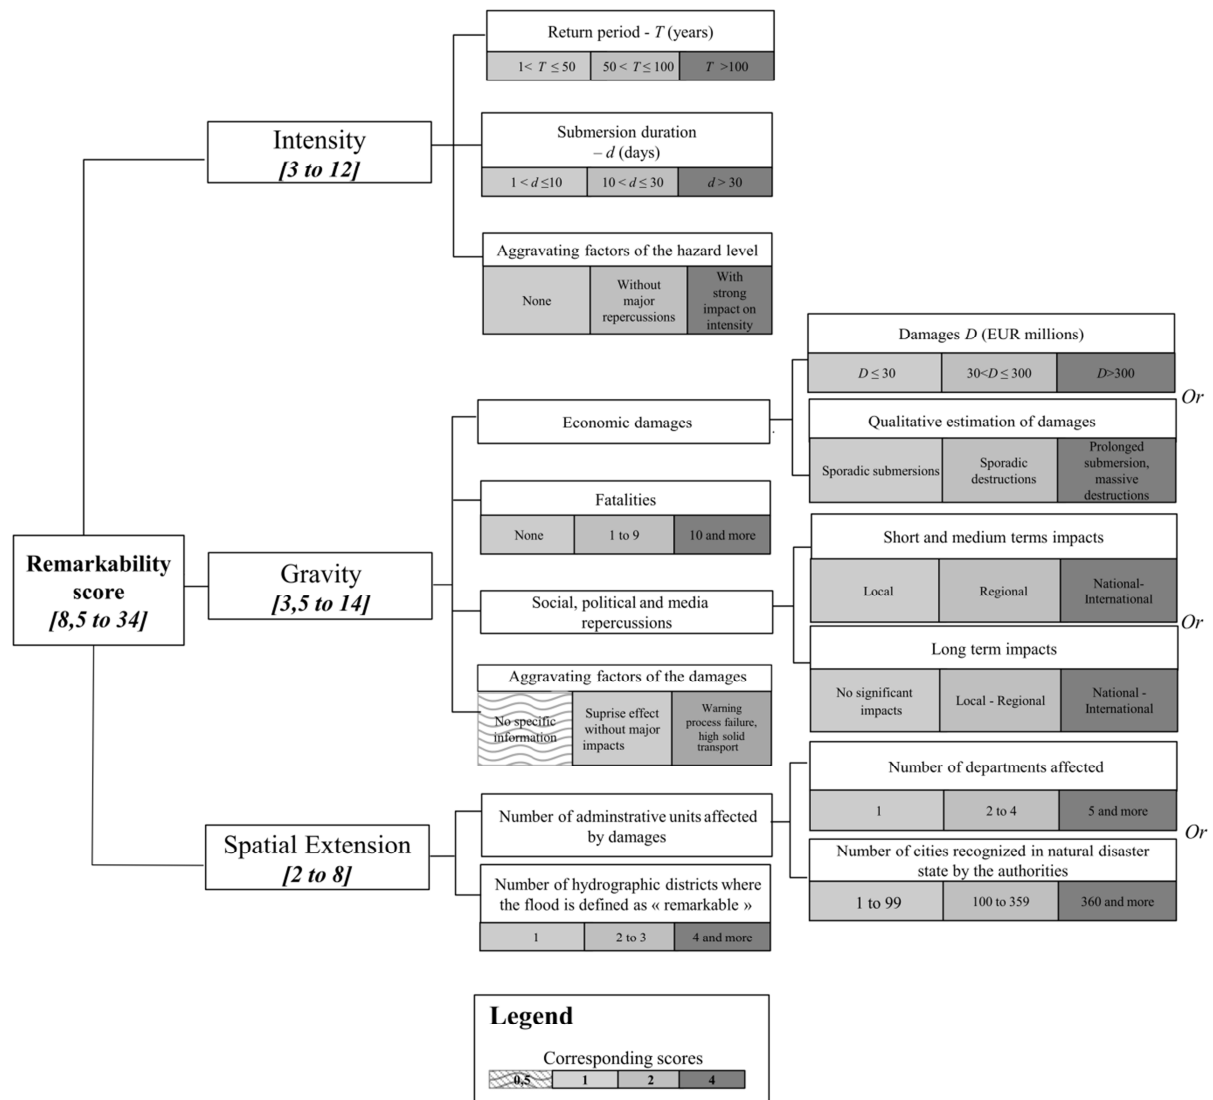 Return period - T (years)
1< T ≤ 50
50 < T ≤ 100
T >100
Intensity
[3 to 12]
Submersion duration
– d (days)
1 < d ≤10
10 < d ≤ 30
d > 30
Aggravating factors of the hazard level
None
Without
major
repercussions
With
strong
impact on
intensity
Remarkability
score
[8,5 to 34]
Gravity
[3,5 to 14]
Economic damages
Damages D (EUR millions)
D ≤ 30
30<D ≤ 300
D>300
Or
Qualitative estimation of damages
Sporadic submersions
Sporadic
destructions
Prolonged
submersion,
massive
destructions
Fatalities
None
1 to 9
10 and more
Social, political and media
repercussions
Short and medium terms impacts
Local
Regional
National-
International
Or
Long term impacts
No significant
impacts
Local - Regional
National -
International
Aggravating factors of the damages
No specific
information
Suprise effect
without major
impacts
Warning
process failure,
high solid
transport
Spatial Extension
[2 to 8]
Number of adminstrative units affected
by damages
Number of departments affected
1
2 to 4
5 and more
Or
Number of cities recognized in natural disaster
state by the authorities
1 to 99
100 to 359
360 and more
Number of hydrographic districts where
the flood is defined as « remarkable »
1
2 to 3
4 and more
Legend
Corresponding scores
0,5
1
2
4